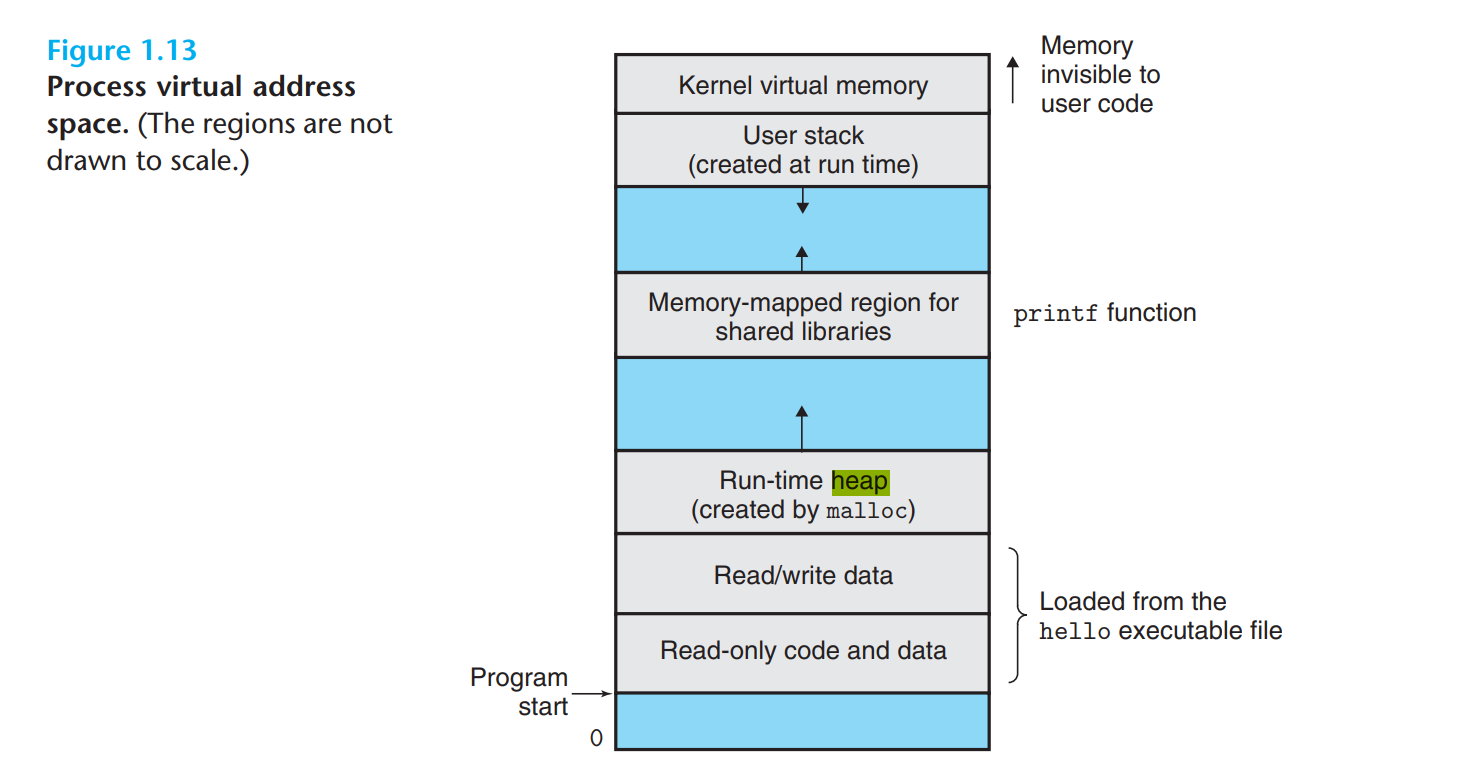 Figure 1.13
Process virtual address
space. (The regions are not
drawn to scale.)
Kernel virtual memory
Memory
invisible to
user code
User stack
(created at run time)
Memory-mapped region for
shared libraries
printf function
Run-time heap
(created by malloc)
Read/write data
Loaded from the
hello executable file
Read-only code and data
Program
start
0